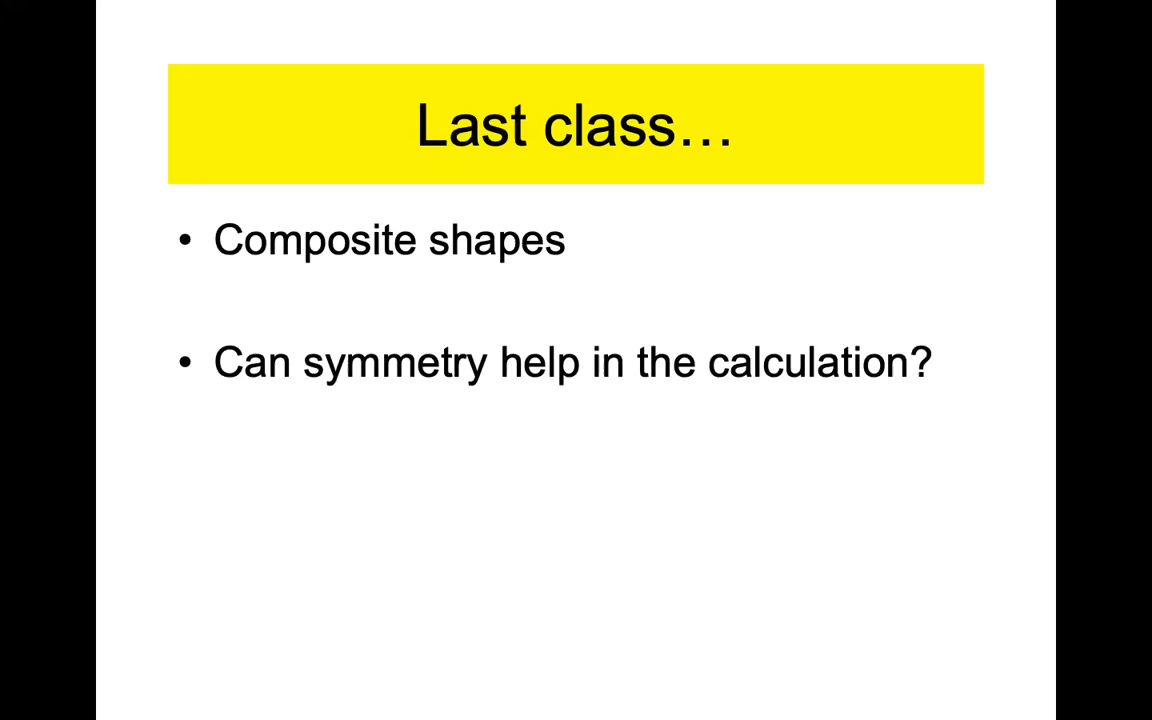 Last class…
• Composite shapes
• Can symmetry help in the calculation?